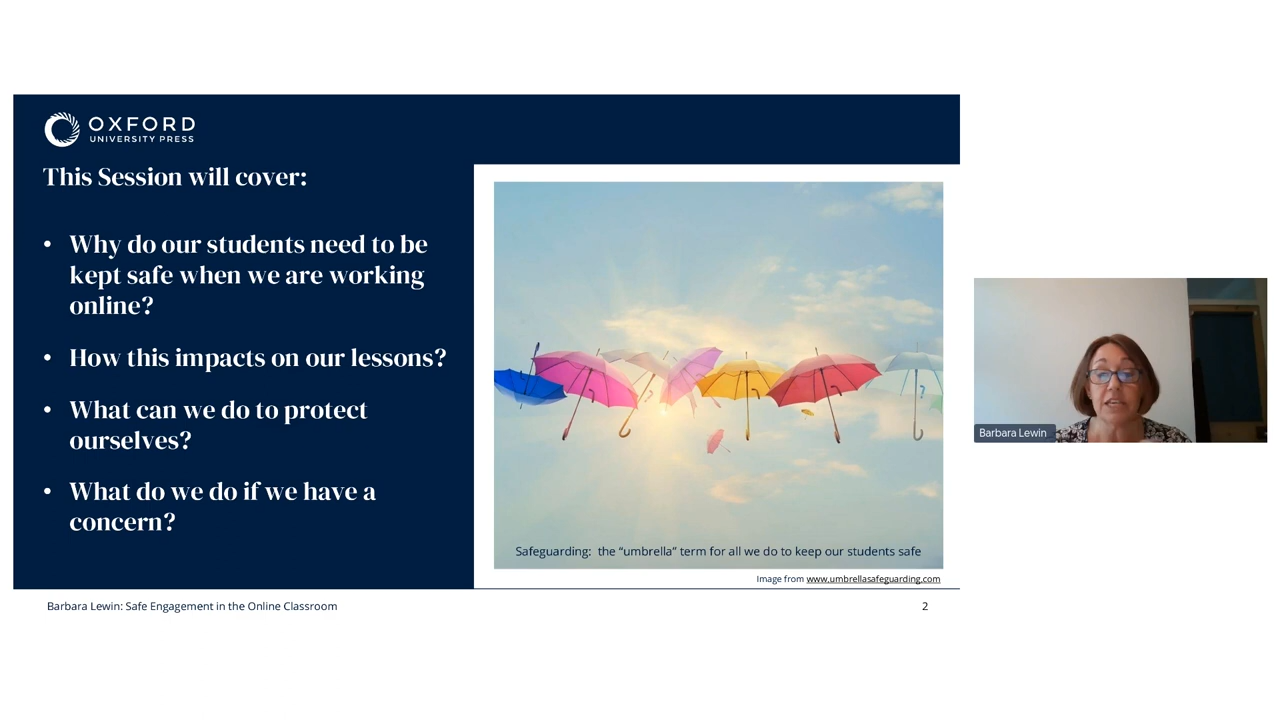 OXFORD
UNIVERSITY PRESS
This Session will cover:
• Why do our students need to be
kept safe when we are working
online?
• How this impacts on our lessons?
• What can we do to protect
ourselves?
• What do we do if we have a
concern?
Safeguarding: the “umbrella” term for all we do to keep our students safe
Image from www.umbrellasafeguarding.com
Barbara Lewin: Safe Engagement in the Online Classroom
2
Barbara Lewin